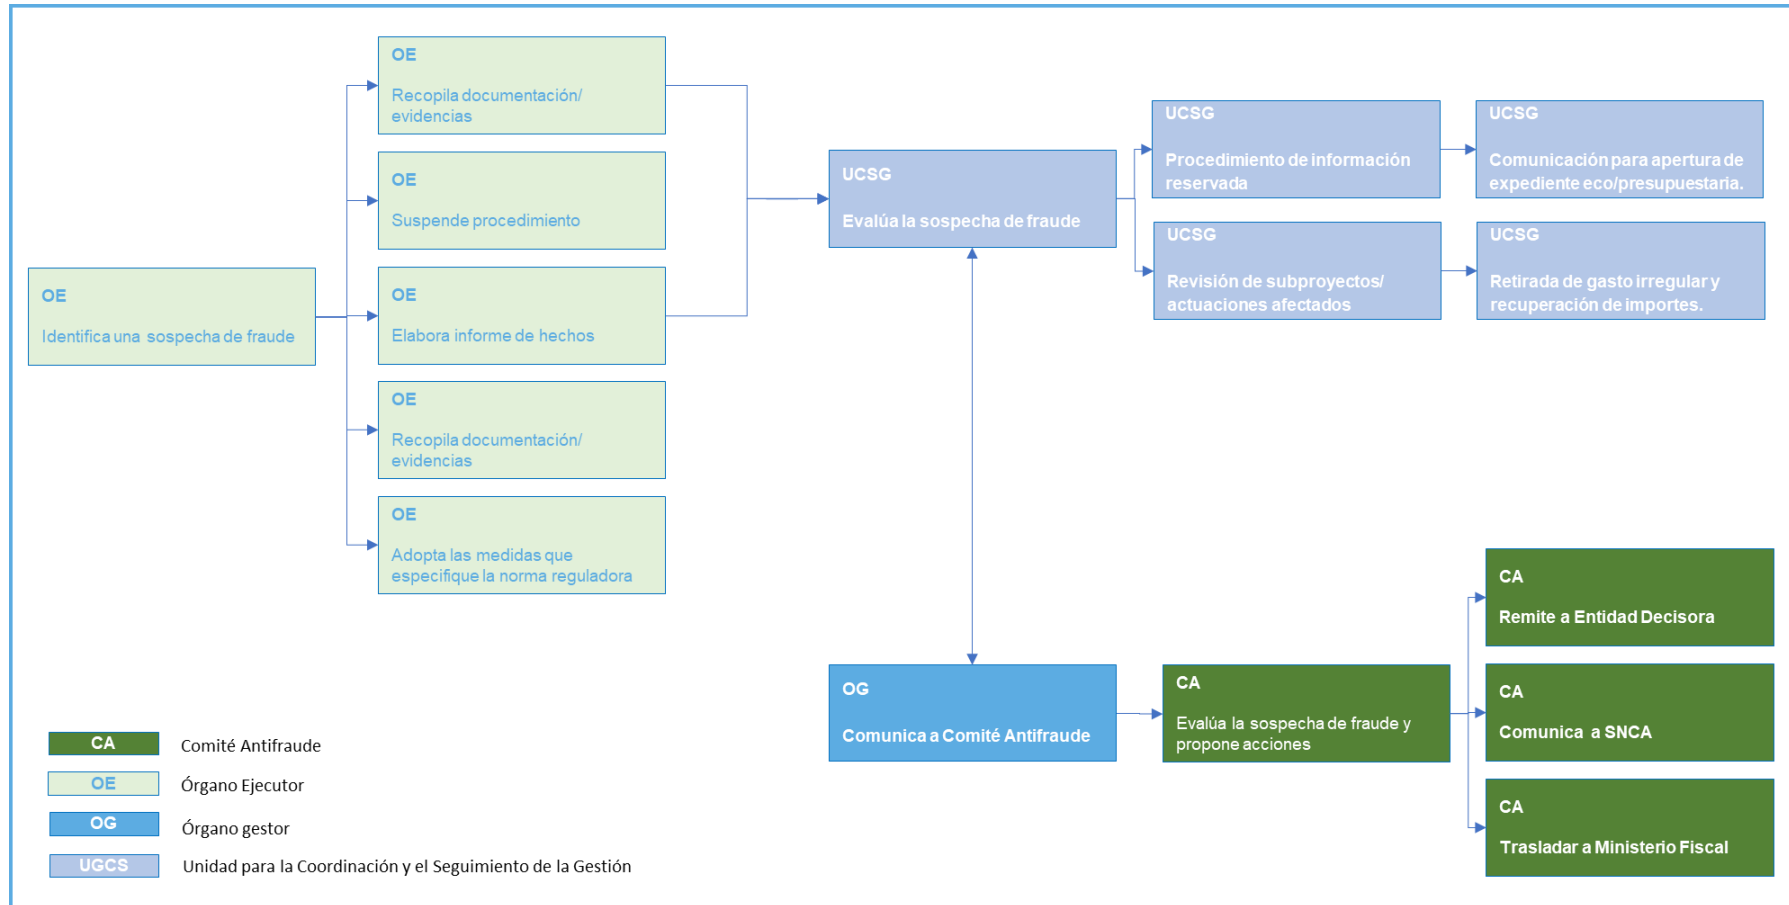 OE
Identifica una sospecha de fraude
OE
Recopila documentación/
evidencias
OE
Suspende procedimiento
OE
Elabora informe de hechos
OE
Recopila documentación/
evidencias
OE
Adopta las medidas que
especifique la norma reguladora
UCSG
Evalúa la sospecha de fraude
UCSG
Procedimiento de información
reservada
UCSG
Comunicación para apertura de
expediente eco/presupuestaria.
UCSG
Revisión de subproyectos/
actuaciones afectados
UCSG
Retirada de gasto irregular y
recuperación de importes.
OG
Comunica a Comité Antifraude
CA
Evalúa la sospecha de fraude y
propone acciones
CA
Remite a Entidad Decisora
CA
Comunica a SNCA
CA
Trasladar a Ministerio Fiscal
CA Comité Antifraude
OE Órgano Ejecutor
OG Órgano gestor
UGCS Unidad para la Coordinación y el Seguimiento de la Gestión